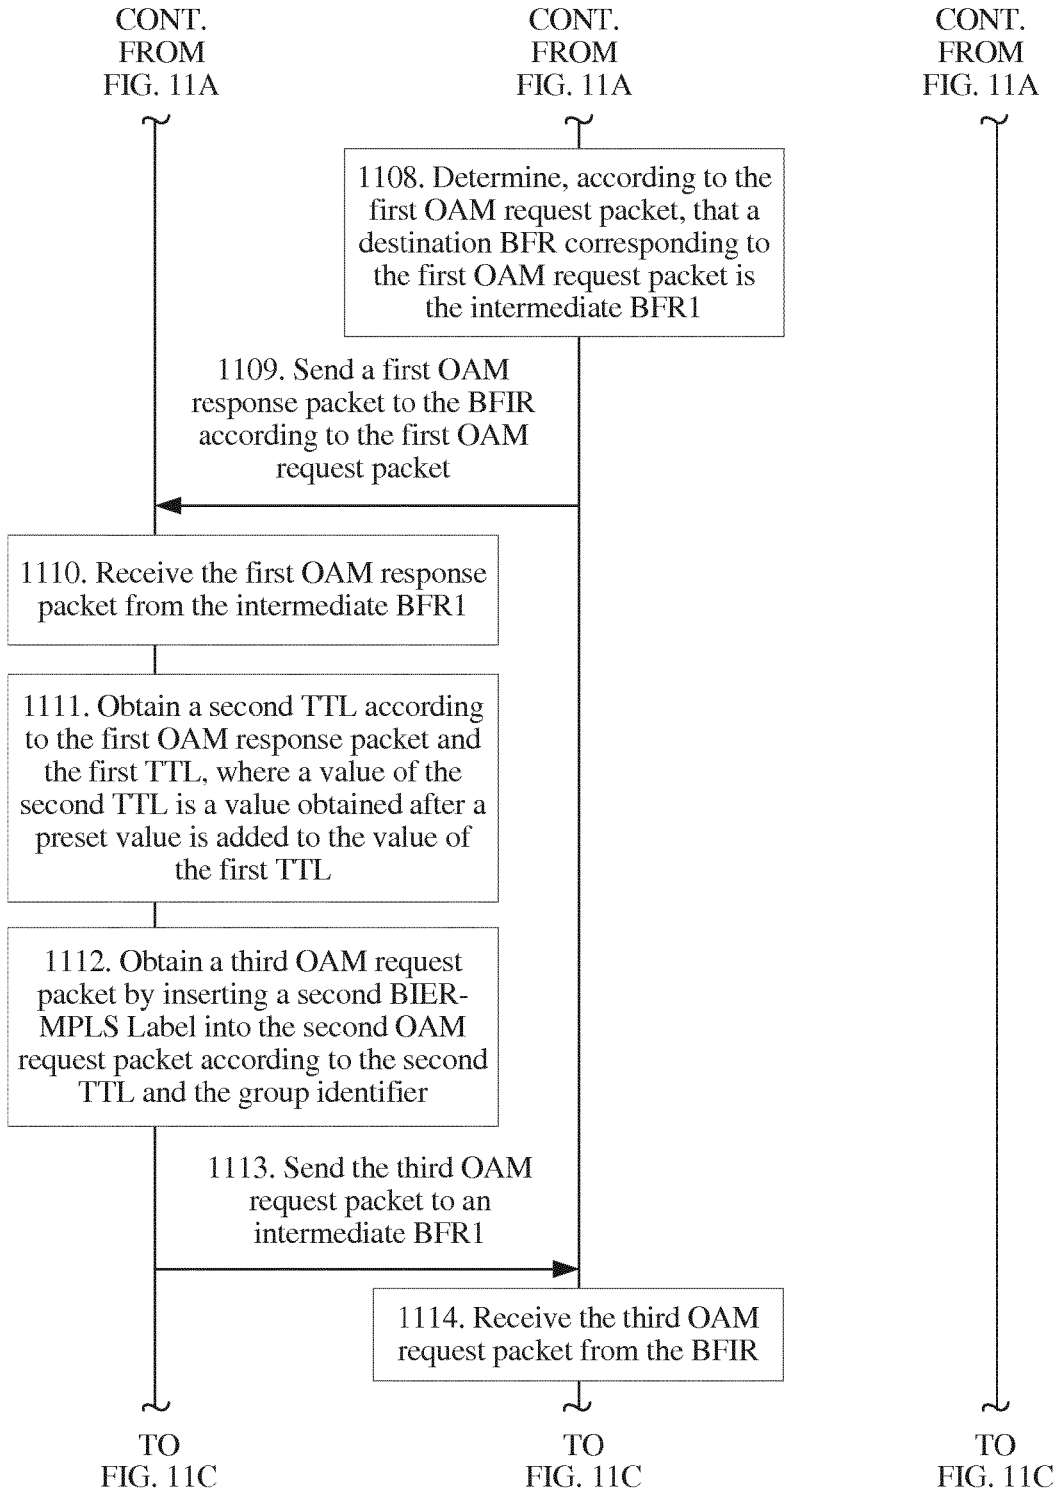 CONT.
FROM
FIG. 11A
CONT.
FROM
FIG. 11A
CONT.
FROM
FIG. 11A
1108. Determine, according to the
first OAM request packet, that a
destination BFR corresponding to
the first OAM request packet is
the intermediate BFR1
1109. Send a first OAM
response packet to the BFIR
according to the first OAM
request packet
1110. Receive the first OAM response
packet from the intermediate BFR1
1111. Obtain a second TTL according
to the first OAM response packet and
the first TTL, where a value of the
second TTL is a value obtained after a
preset value is added to the value of
the first TTL
1112. Obtain a third OAM request
packet by inserting a second BIER-
MPLS Label into the second OAM
request packet according to the second
TTL and the group identifier
1113. Send the third OAM
request packet to an
intermediate BFR1
1114. Receive the third OAM
request packet from the BFIR
TO
FIG. 11C
TO
FIG. 11C
TO
FIG. 11C